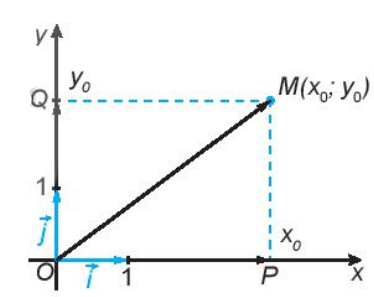 y
Q y₀ M(x₀; y₀)
1
j⃗ x₀
O i⃗ 1 P x